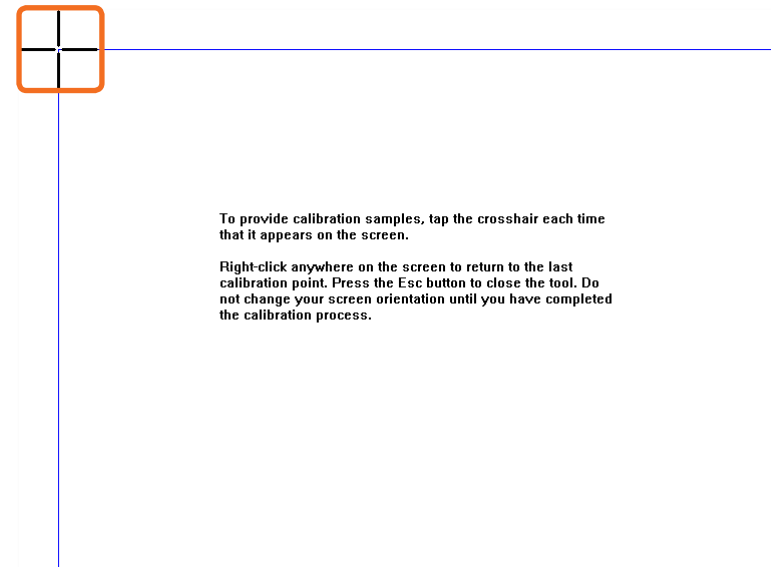 To provide calibration samples, tap the crosshair each time
that it appears on the screen.
Right-click anywhere on the screen to return to the last
calibration point. Press the Esc button to close the tool. Do
not change your screen orientation until you have completed
the calibration process.